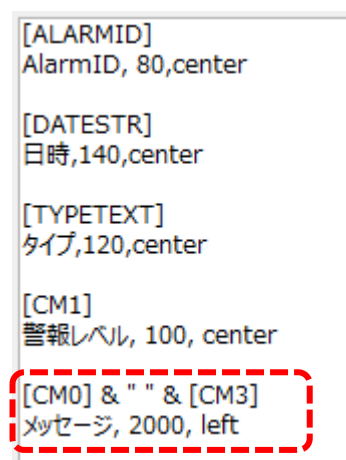 [ALARMID]
AlarmID, 80,center
[DATESTR]
日時,140,center
[TYPETEXT]
タイプ,120,center
[CM1]
警報レベル, 100, center
[CM0] & " " & [CM3]
メッセージ, 2000, left